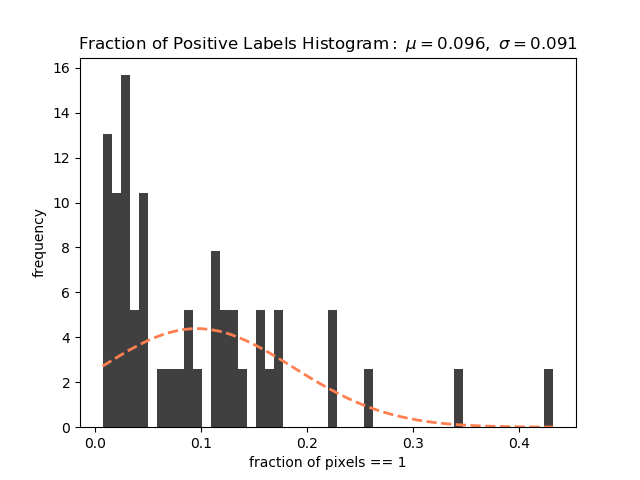 Fraction of Positive Labels Histogram: μ=0.096, σ=0.091
16
14
12
10
8
6
4
2
0
frequency
0.0 0.1 0.2 0.3 0.4
fraction of pixels == 1